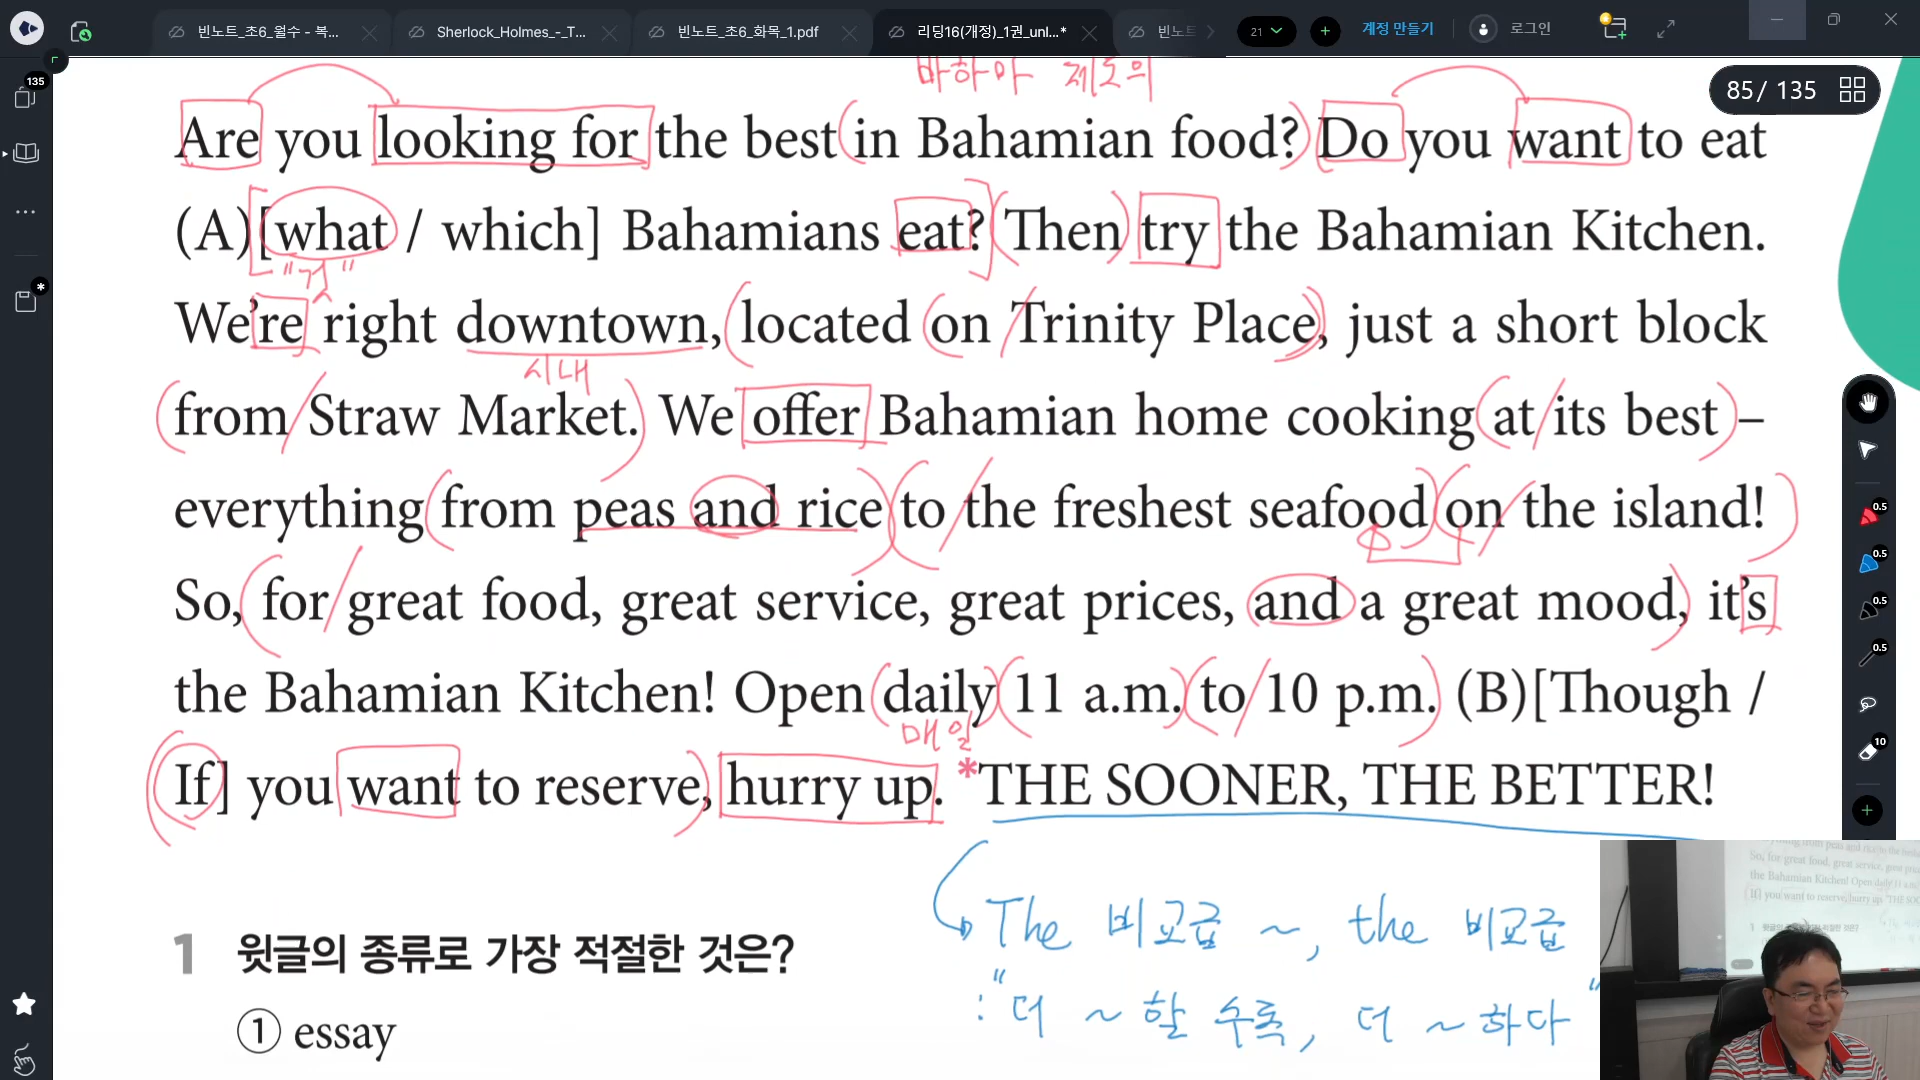 빈노트_초6_월수 - 복...
Sherlock_Holmes_-_T...
빈노트_초6_화목_1.pdf
리딩16(개정)_1권_unl...*
빈노트
21
계정 만들기
로그인
135
85/ 135
바하마 제도의
Are you looking for the best in Bahamian food? Do you want to eat
(A)[what / which] Bahamians eat? Then try the Bahamian Kitchen.
"것"
We're right downtown, located on Trinity Place, just a short block
시내
from Straw Market. We offer Bahamian home cooking at its best –
everything from peas and rice to the freshest seafood on the island!
So, for great food, great service, great prices, and a great mood, it's
the Bahamian Kitchen! Open daily 11 a.m. to 10 p.m. (B)[Though /
매일
If] you want to reserve, hurry up. *THE SOONER, THE BETTER!
The 비교급 ~, the 비교급
: "더 ~할 수록, 더 ~하다"
1 윗글의 종류로 가장 적절한 것은?
① essay
0.5
0.5
0.5
0.5
10